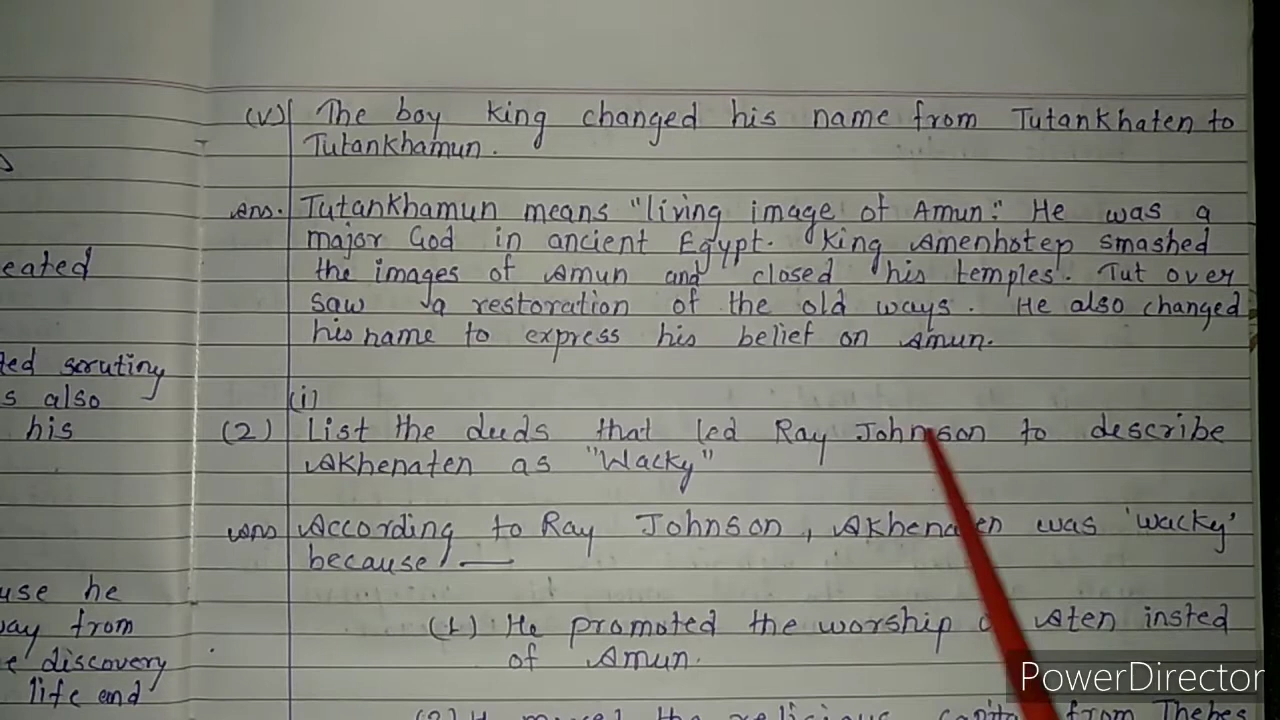 (V) The boy king changed his name from Tutankhaten to
Tutankhamun.
Ans. Tutankhamun means "living image of Amun." He was a
major God in ancient Egypt. King Amenhotep smashed
the images of Amun and closed his temples. Tut over
saw a restoration of the old ways. He also changed
his name to express his belief on Amun.
(i)
(2) List the deeds that led Ray Johnson to describe
Akhenaten as "Wacky"
Ans According to Ray Johnson, Akhenaten was 'wacky'
because —
(1) He promoted the worship Aten insted
of Amun.
the religious from Thebes
eated
ted scrutiny
s also
his
use he
way from
e discovery
life and
PowerDirector